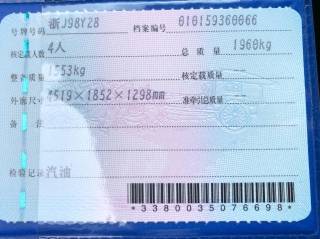 号牌号码 浙J98Y28 档案编号 010159360066
核定载人数 4人 总质量 1960kg
整备质量 1553kg 核定载质量
外廓尺寸 4519×1852×1298mm 准牵引总质量
备注
检验记录 汽油
*3380035076698*